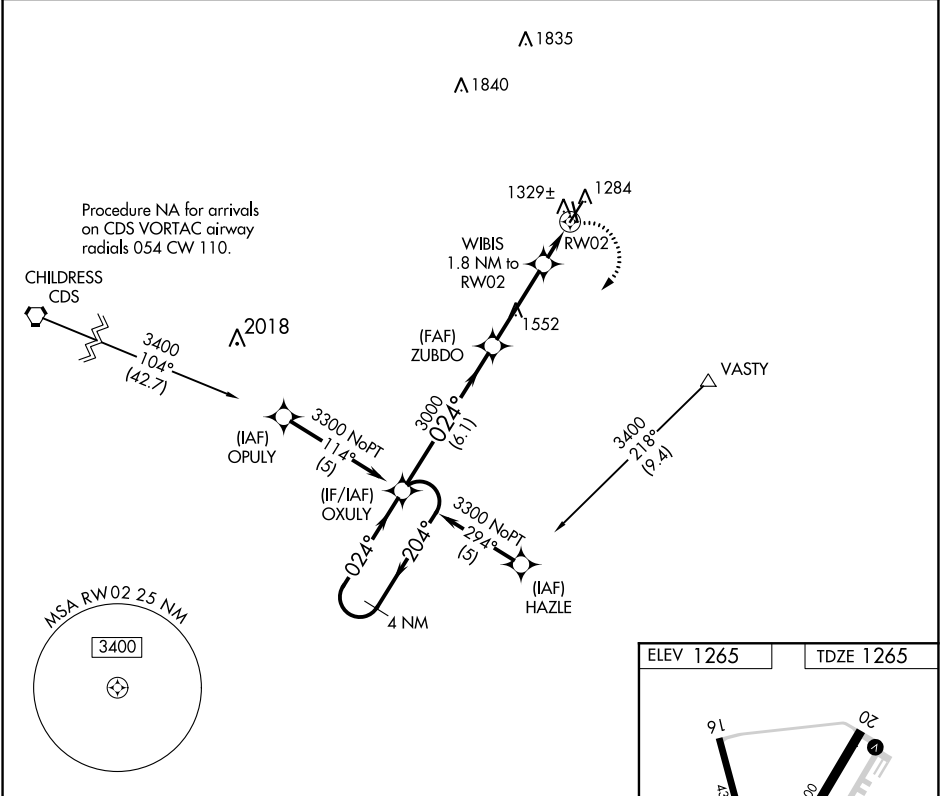 1835
1840
1329±
1284
Procedure NA for arrivals
on CDS VORTAC airway
radials 054 CW 110.
WIBIS
1.8 NM to
RW02
RW02
CHILDRESS
CDS
2018
1552
3400
104°
(42.7)
(FAF)
ZUBDO
VASTY
3400
218°
(9.4)
3000
024°
(6.1)
(IAF)
OPULY
3300 NoPT
114°
(5)
(IF/IAF)
OXULY
3300 NoPT
294°
(5)
024°
204°
(IAF)
HAZLE
4 NM
MSA RW02 25 NM
3400
ELEV 1265
TDZE 1265
16
20
V